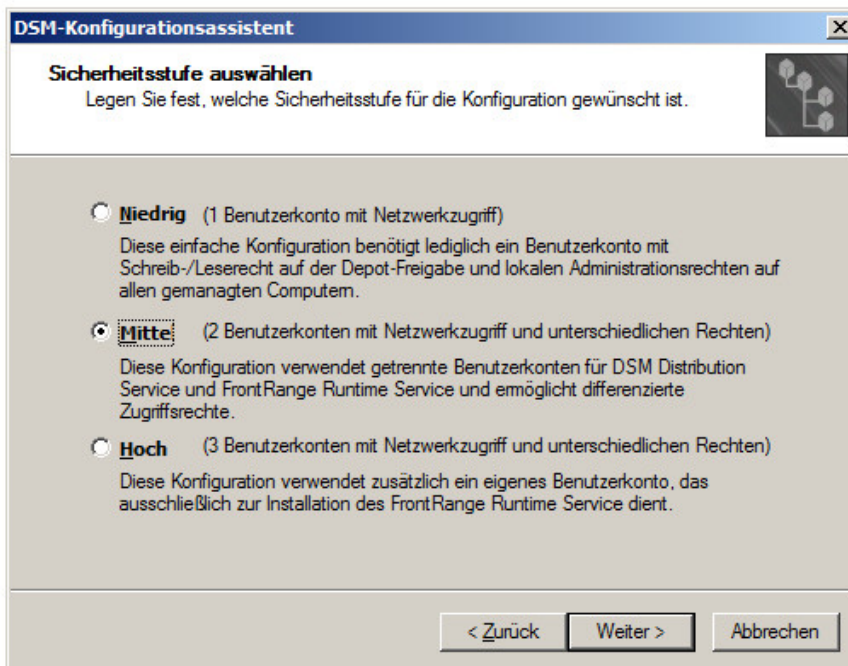 DSM-Konfigurationsassistent
Sicherheitsstufe auswählen
Legen Sie fest, welche Sicherheitsstufe für die Konfiguration gewünscht ist.
Niedrig (1 Benutzerkonto mit Netzwerkzugriff)
Diese einfache Konfiguration benötigt lediglich ein Benutzerkonto mit
Schreib-/Leserecht auf der Depot-Freigabe und lokalen Administrationsrechten auf
allen gemanagten Computern.
Mitte (2 Benutzerkonten mit Netzwerkzugriff und unterschiedlichen Rechten)
Diese Konfiguration verwendet getrennte Benutzerkonten für DSM Distribution
Service und FrontRange Runtime Service und ermöglicht differenzierte
Zugriffsrechte.
Hoch (3 Benutzerkonten mit Netzwerkzugriff und unterschiedlichen Rechten)
Diese Konfiguration verwendet zusätzlich ein eigenes Benutzerkonto, das
ausschließlich zur Installation des FrontRange Runtime Service dient.
< Zurück Weiter > Abbrechen